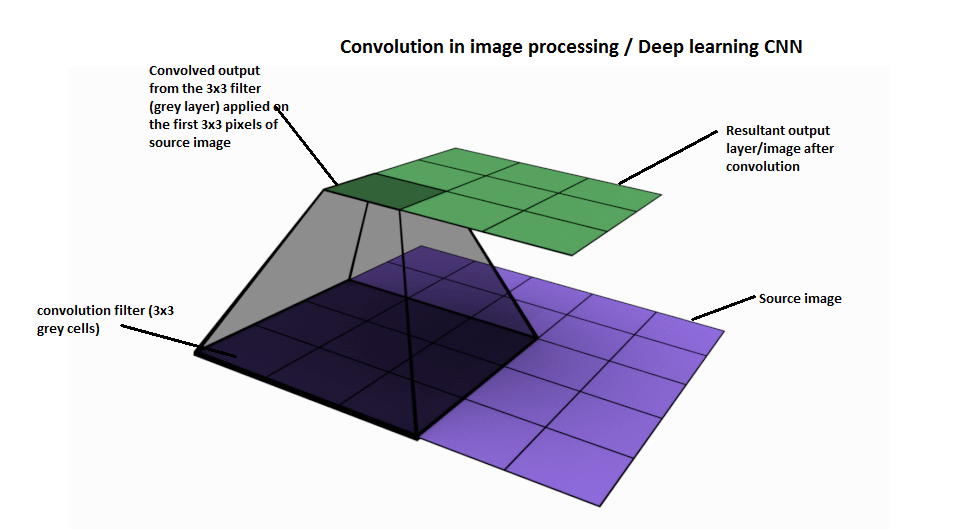 Convolution in image processing / Deep learning CNN
Convolved output
from the 3x3 filter
(grey layer) applied on
the first 3x3 pixels of
source image
Resultant output
layer/image after
convolution
Source image
convolution filter (3x3
grey cells)